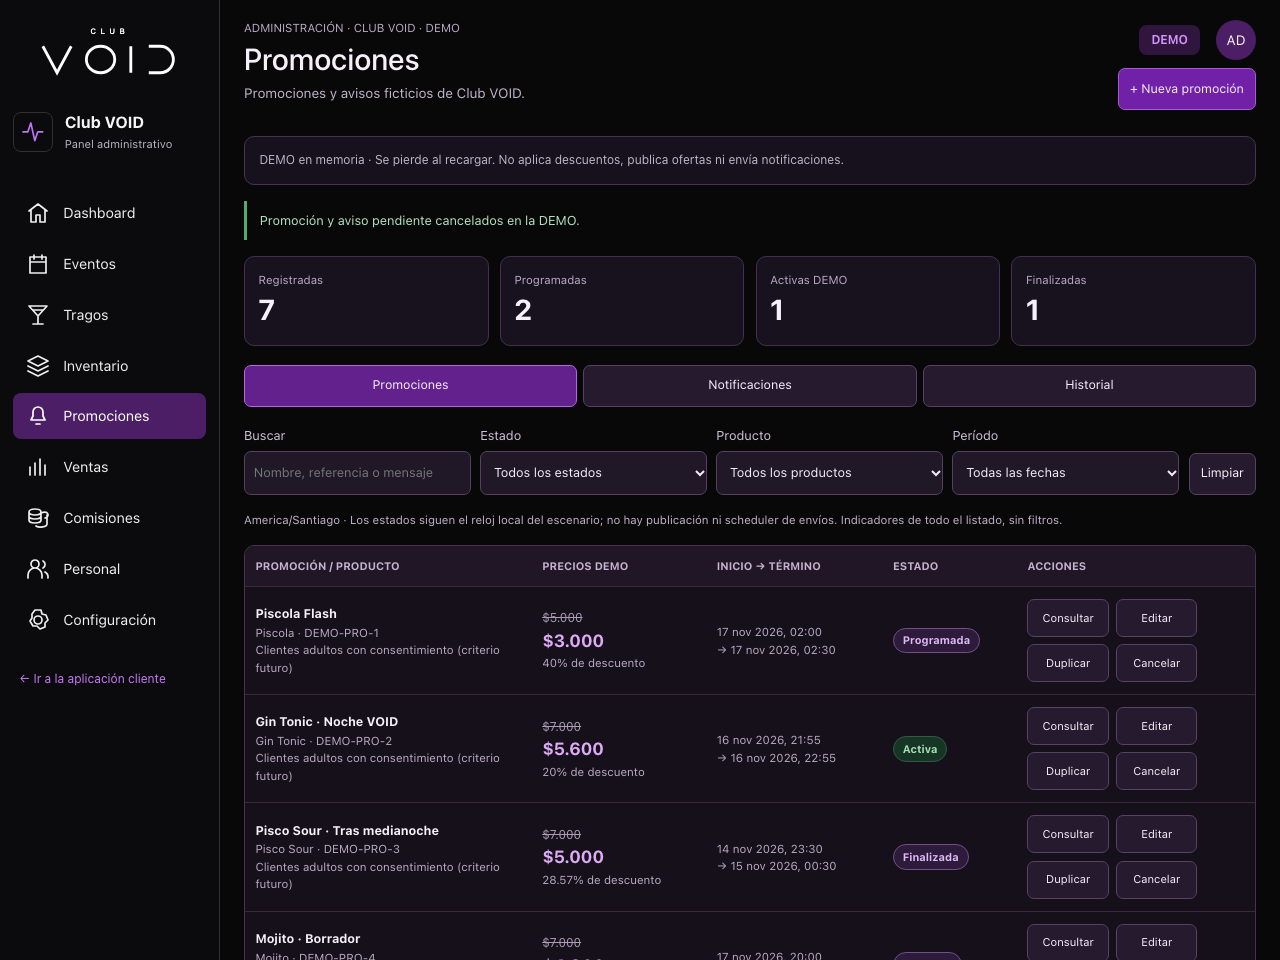 CLUB
VOID
Club VOID
Panel administrativo
Dashboard
Eventos
Tragos
Inventario
Promociones
Ventas
Comisiones
Personal
Configuración
← Ir a la aplicación cliente
ADMINISTRACIÓN · CLUB VOID · DEMO
Promociones
Promociones y avisos ficticios de Club VOID.
DEMO
AD
+ Nueva promoción
DEMO en memoria · Se pierde al recargar. No aplica descuentos, publica ofertas ni envía notificaciones.
Promoción y aviso pendiente cancelados en la DEMO.
Registradas
7
Programadas
2
Activas DEMO
1
Finalizadas
1
Promociones
Notificaciones
Historial
Buscar
Nombre, referencia o mensaje
Estado
Todos los estados
Producto
Todos los productos
Período
Todas las fechas
Limpiar
America/Santiago · Los estados siguen el reloj local del escenario; no hay publicación ni scheduler de envíos. Indicadores de todo el listado, sin filtros.
PROMOCIÓN / PRODUCTO PRECIOS DEMO INICIO → TÉRMINO ESTADO ACCIONES
Piscola Flash
Piscola · DEMO-PRO-1
Clientes adultos con consentimiento (criterio
futuro)
$5.000
$3.000
40% de descuento
17 nov 2026, 02:00
→ 17 nov 2026, 02:30
Programada
Consultar Editar
Duplicar Cancelar
Gin Tonic · Noche VOID
Gin Tonic · DEMO-PRO-2
Clientes adultos con consentimiento (criterio
futuro)
$7.000
$5.600
20% de descuento
16 nov 2026, 21:55
→ 16 nov 2026, 22:55
Activa
Consultar Editar
Duplicar Cancelar
Pisco Sour · Tras medianoche
Pisco Sour · DEMO-PRO-3
Clientes adultos con consentimiento (criterio
futuro)
$7.000
$5.000
28.57% de descuento
14 nov 2026, 23:30
→ 15 nov 2026, 00:30
Finalizada
Consultar Editar
Duplicar Cancelar
Mojito · Borrador
Mojito · DEMO-PRO-4
$7.000
17 nov 2026, 20:00
Consultar Editar